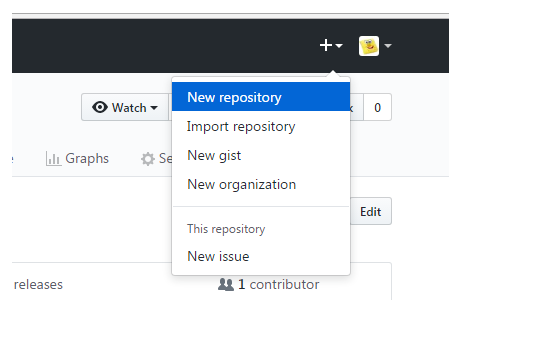 Watch
New repository
0
Import repository
Graphs
New gist
New organization
Edit
This repository
New issue
releases
1 contributor